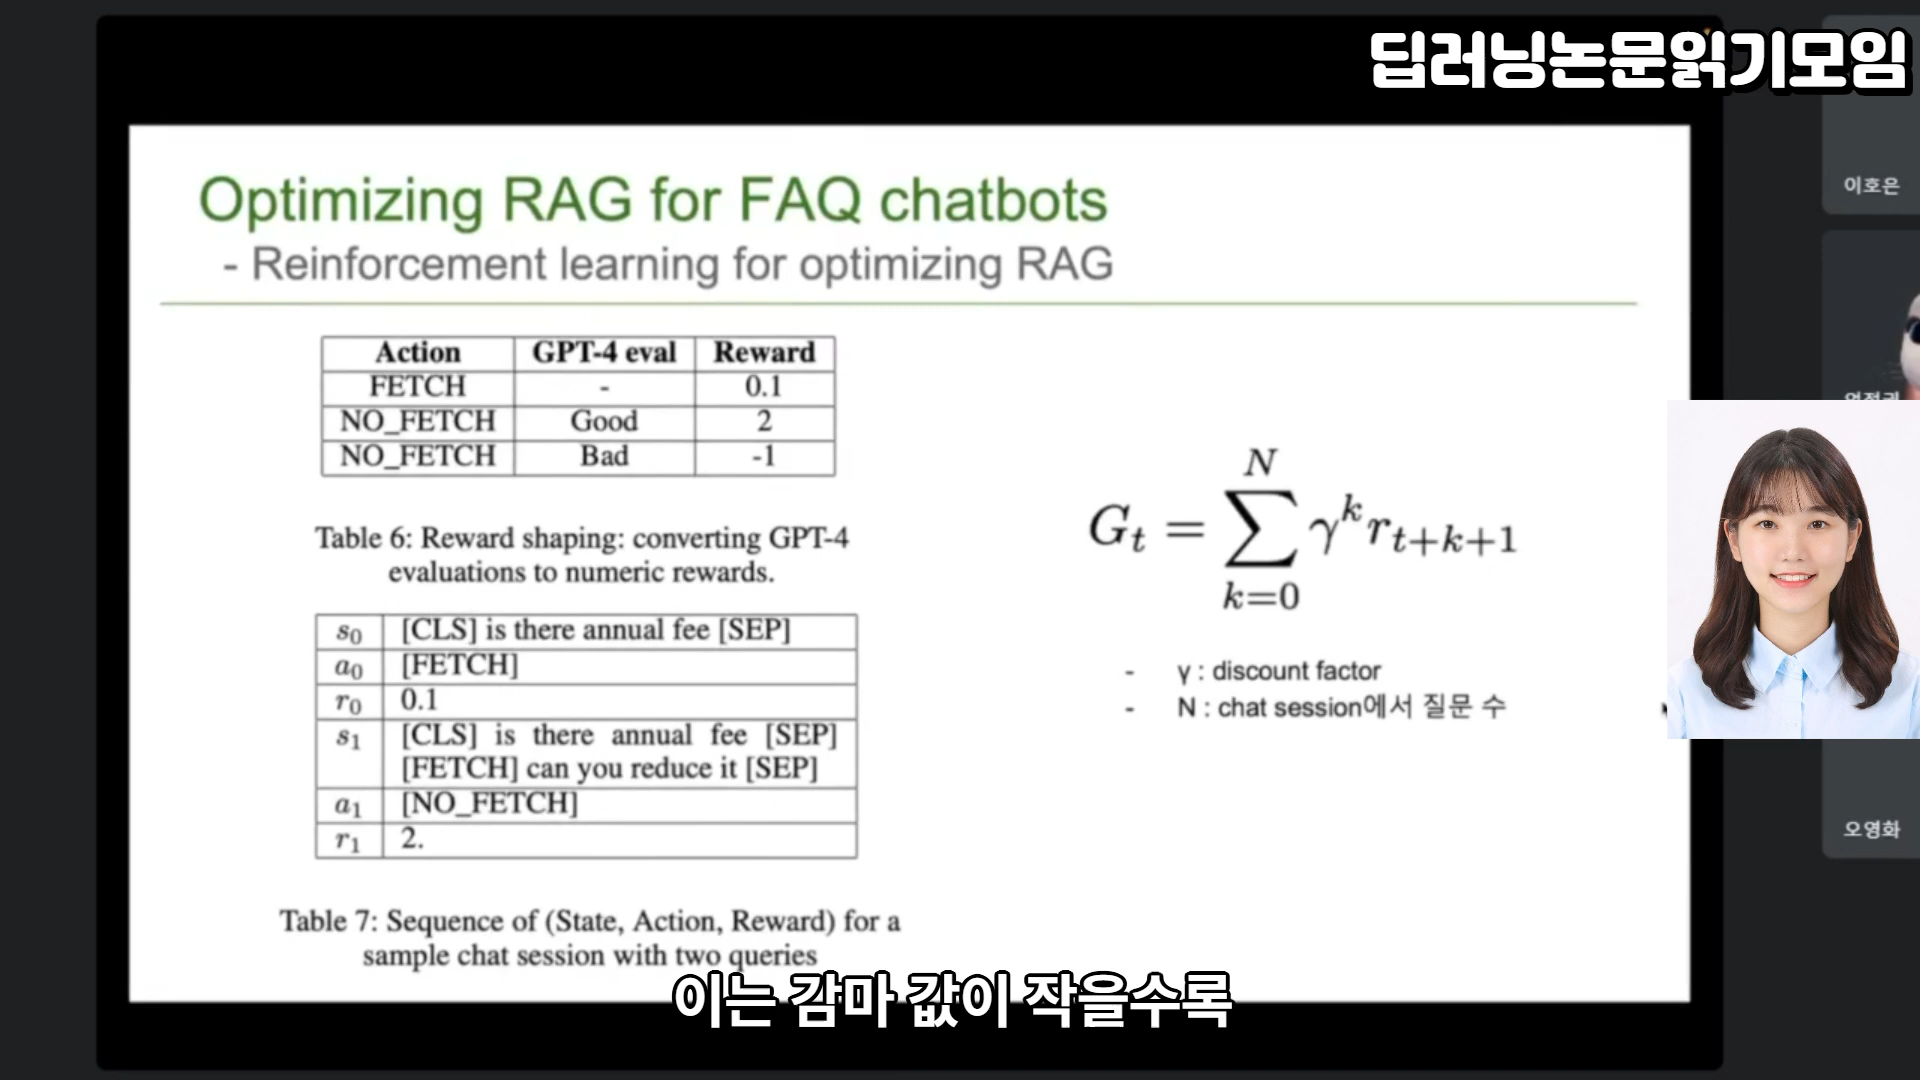 딥러닝논문읽기모임
이호은
Optimizing RAG for FAQ chatbots
- Reinforcement learning for optimizing RAG
Action GPT-4 eval Reward
FETCH - 0.1
NO_FETCH Good 2
NO_FETCH Bad -1
Table 6: Reward shaping: converting GPT-4
evaluations to numeric rewards.
s0 [CLS] is there annual fee [SEP]
a0 [FETCH]
r0 0.1
s1 [CLS] is there annual fee [SEP]
[FETCH] can you reduce it [SEP]
a1 [NO_FETCH]
r1 2.
Table 7: Sequence of (State, Action, Reward) for a
sample chat session with two queries
G_t = \sum_{k=0}^{N} γ^k r_{t+k+1}
- γ : discount factor
- N : chat session에서 질문 수
오영화
이는 감마 값이 작을수록